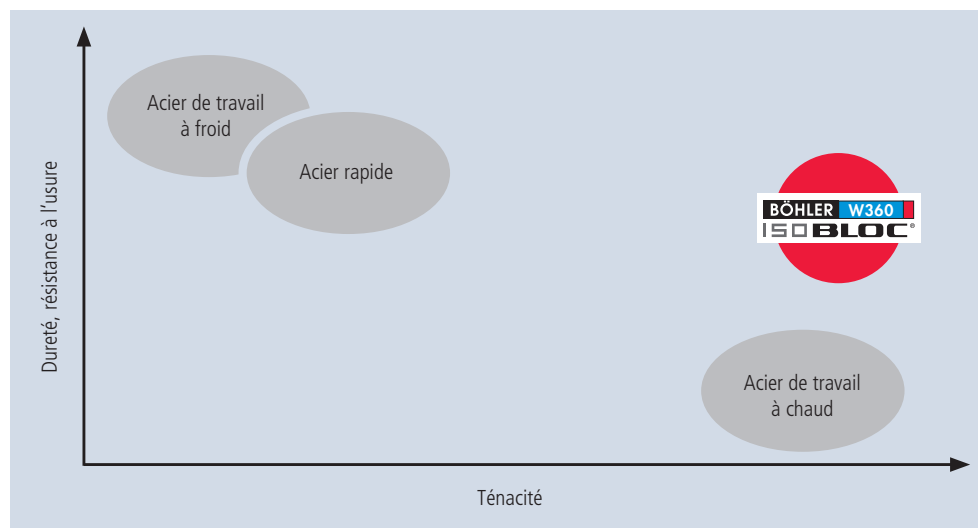 Dureté, résistance à l'usure
Acier de travail
à froid
Acier rapide
BÖHLER W360
ISOBLOC®
Acier de travail
à chaud
Ténacité